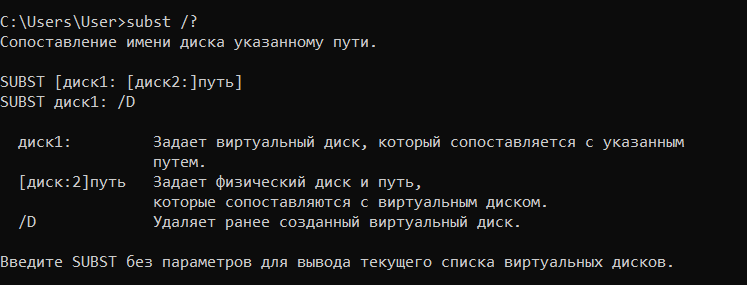 C:\Users\User>subst /?
Сопоставление имени диска указанному пути.
SUBST [диск1: [диск2:]путь]
SUBST диск1: /D
диск1: Задает виртуальный диск, который сопоставляется с указанным
путем.
[диск:2]путь Задает физический диск и путь,
которые сопоставляются с виртуальным диском.
/D Удаляет ранее созданный виртуальный диск.
Введите SUBST без параметров для вывода текущего списка виртуальных дисков.